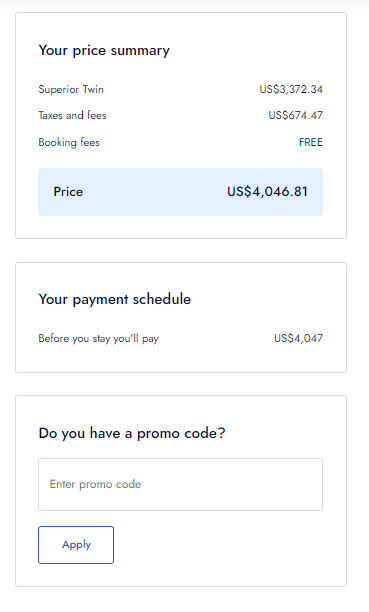 Your price summary
Superior Twin US$3,372.34
Taxes and fees US$674.47
Booking fees FREE
Price US$4,046.81
Your payment schedule
Before you stay you'll pay US$4,047
Do you have a promo code?
Enter promo code
Apply